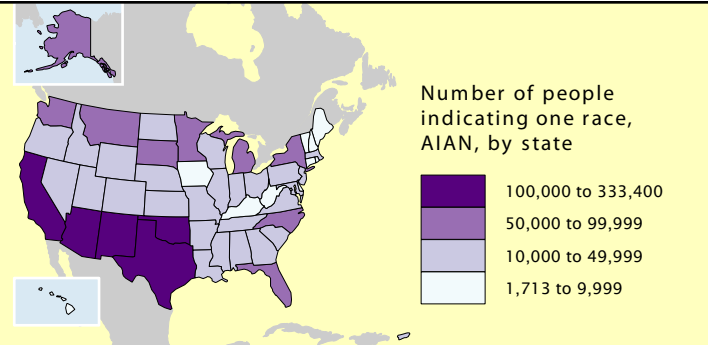 Number of people
indicating one race,
AIAN, by state
100,000 to 333,400
50,000 to 99,999
10,000 to 49,999
1,713 to 9,999